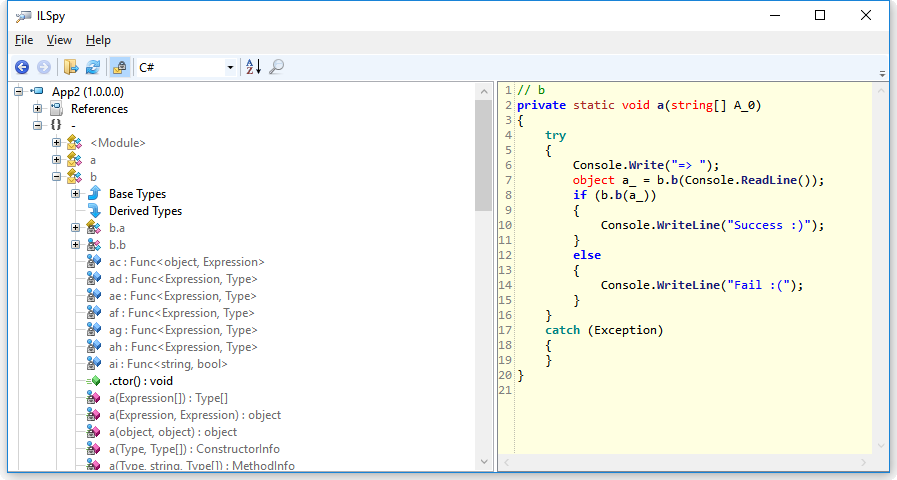 ILSpy
File View Help
C#
App2 (1.0.0.0)
References
{} -
<Module>
a
b
Base Types
Derived Types
b.a
b.b
ac : Func<object, Expression>
ad : Func<Expression, Type>
ae : Func<Expression, Type>
af : Func<Expression, Type>
ag : Func<Expression, Type>
ah : Func<Expression, Type>
ai : Func<string, bool>
.ctor() : void
a(Expression[]) : Type[]
a(Expression, Expression) : object
a(object, object) : object
a(Type, Type[]) : ConstructorInfo
a(Type, string, Type[]) : MethodInfo
1 // b
2 private static void a(string[] A_0)
3 {
4 try
5 {
6 Console.Write("=> ");
7 object a_ = b.b(Console.ReadLine());
8 if (b.b(a_))
9 {
10 Console.WriteLine("Success :)");
11 }
12 else
13 {
14 Console.WriteLine("Fail :(");
15 }
16 }
17 catch (Exception)
18 {
19 }
20 }
21